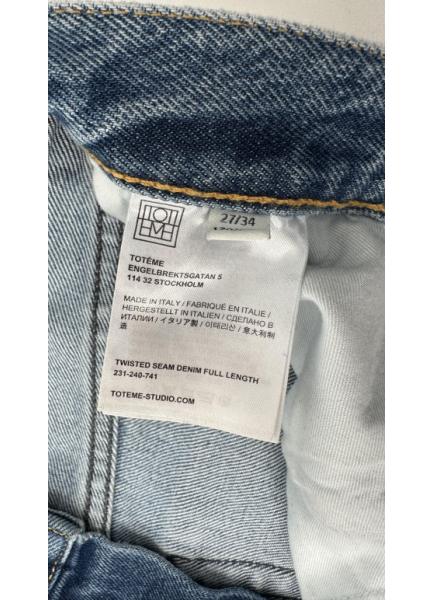 TOT
EME
27/34
TOTÊME
ENGELBREKTSGATAN 5
114 32 STOCKHOLM
MADE IN ITALY / FABRIQUÉ EN ITALIE /
HERGESTELLT IN ITALIEN / СДЕЛАНО В
ИТАЛИИ / イタリア製 / 이태리산 / 意大利制
造
TWISTED SEAM DENIM FULL LENGTH
231-240-741
TOTEME-STUDIO.COM